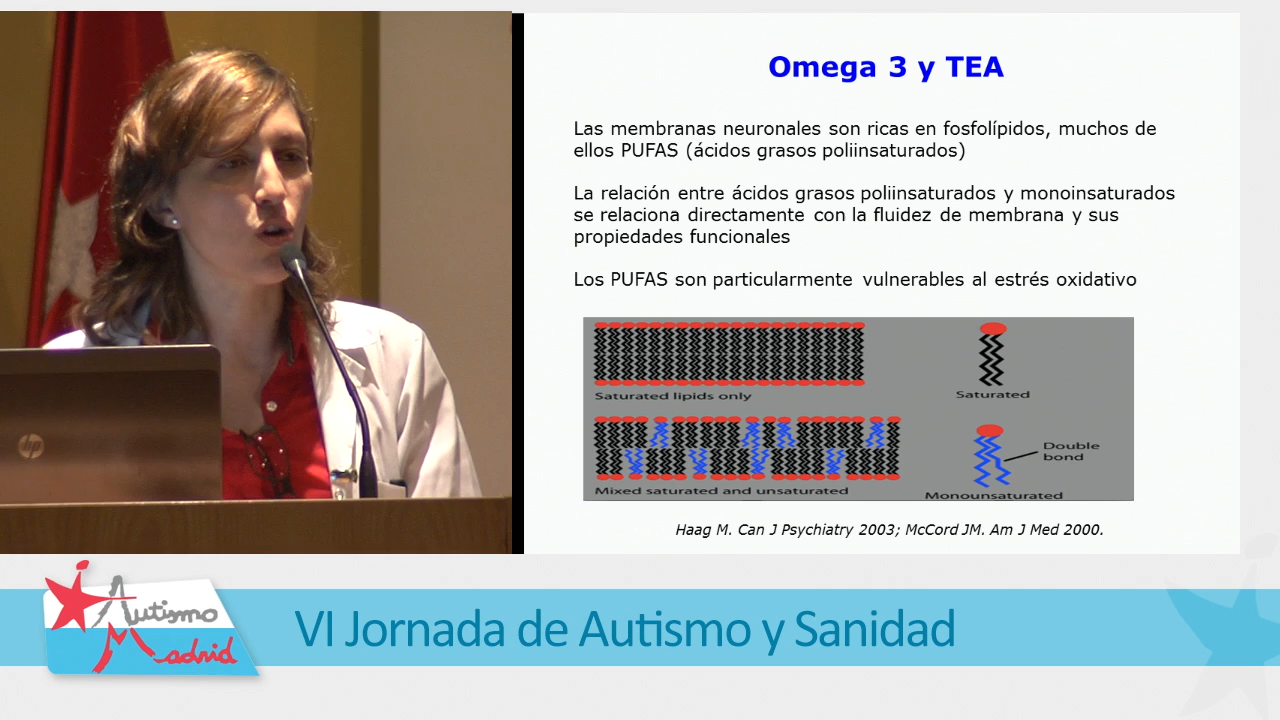 Omega 3 y TEA
Las membranas neuronales son ricas en fosfolípidos, muchos de
ellos PUFAS (ácidos grasos poliinsaturados)
La relación entre ácidos grasos poliinsaturados y monoinsaturados
se relaciona directamente con la fluidez de membrana y sus
propiedades funcionales
Los PUFAS son particularmente vulnerables al estrés oxidativo
Saturated lipids only
Saturated
Double
bond
Mixed saturated and unsaturated
Monounsaturated
Haag M. Can J Psychiatry 2003; McCord JM. Am J Med 2000.
hp
Autismo
Madrid
VI Jornada de Autismo y Sanidad